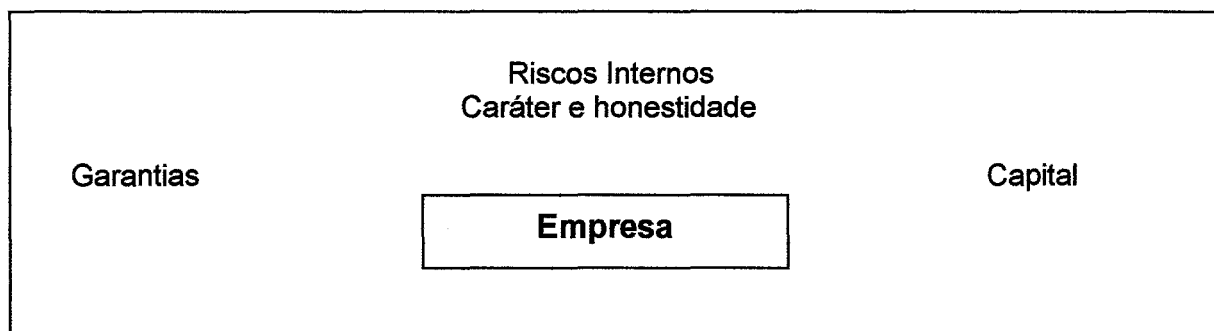 Riscos Internos
Caráter e honestidade
Garantias
Capital
Empresa